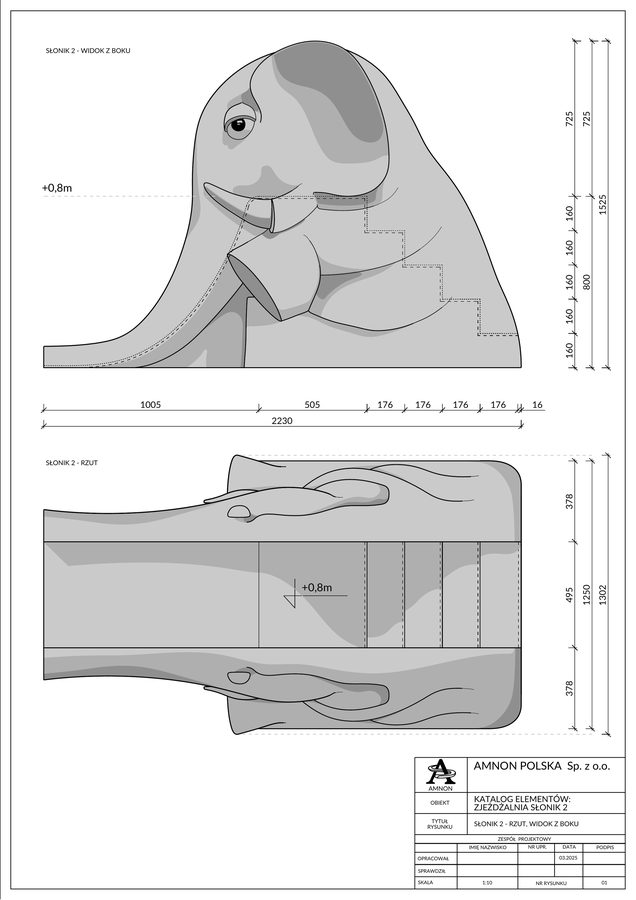 SŁONIK 2 - WIDOK Z BOKU
+0,8m
725
725
1525
160
160
160
160
160
800
1005
505
176
176
176
176
16
2230
SŁONIK 2 - RZUT
+0,8m
378
495
378
1250
1302
AMNON
AMNON POLSKA Sp. z o.o.
OBIEKT
KATALOG ELEMENTÓW:
ZJEŻDŻALNIA SŁONIK 2
TYTUŁ
RYSUNKU
SŁONIK 2 - RZUT, WIDOK Z BOKU
ZESPÓŁ PROJEKTOWY
IMIĘ NAZWISKO
NR UPR.
DATA
PODPIS
OPRACOWAŁ
03.2025
SPRAWDZIŁ
SKALA
1:10
NR RYSUNKU
01